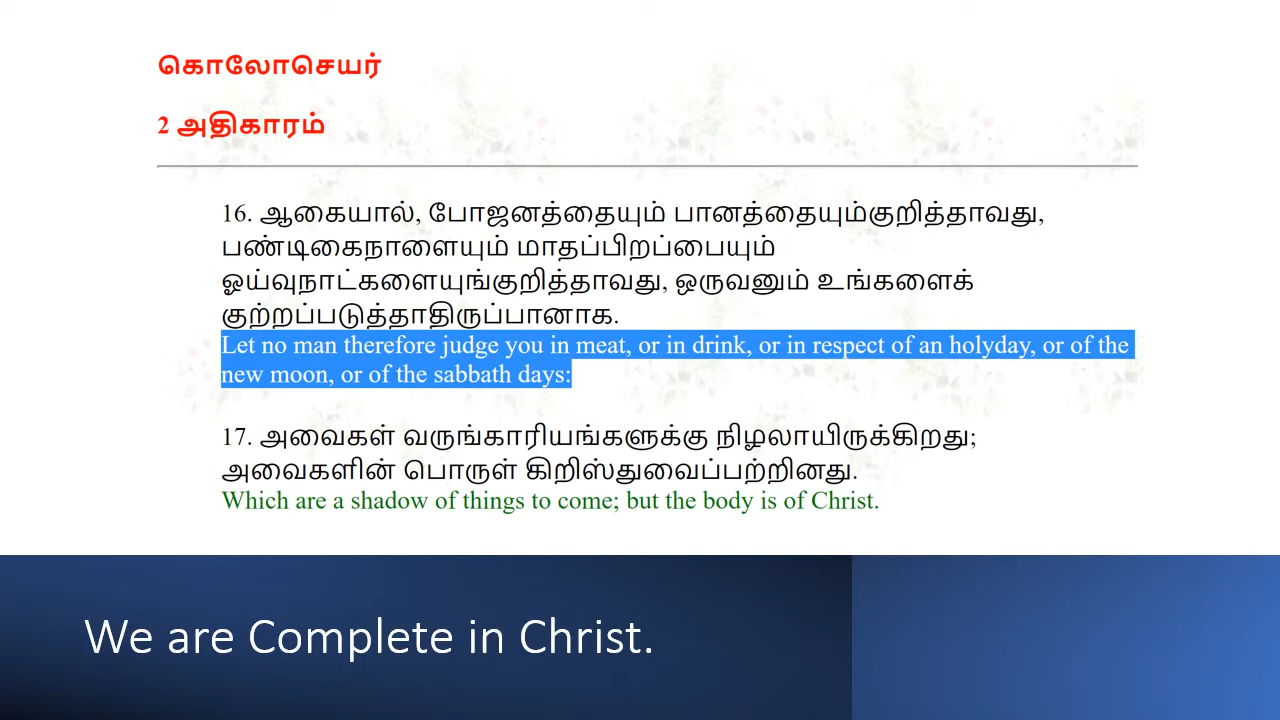 கொலோசெயர்
2 அதிகாரம்
16. ஆகையால், போஜனத்தையும் பானத்தையும்குறித்தாவது,
பண்டிகைநாளையும் மாதப்பிறப்பையும்
ஓய்வுநாட்களையுங்குறித்தாவது, ஒருவனும் உங்களைக்
குற்றப்படுத்தாதிருப்பானாக.
Let no man therefore judge you in meat, or in drink, or in respect of an holyday, or of the
new moon, or of the sabbath days:
17. அவைகள் வருங்காரியங்களுக்கு நிழலாயிருக்கிறது;
அவைகளின் பொருள் கிறிஸ்துவைப்பற்றினது.
Which are a shadow of things to come; but the body is of Christ.
We are Complete in Christ.